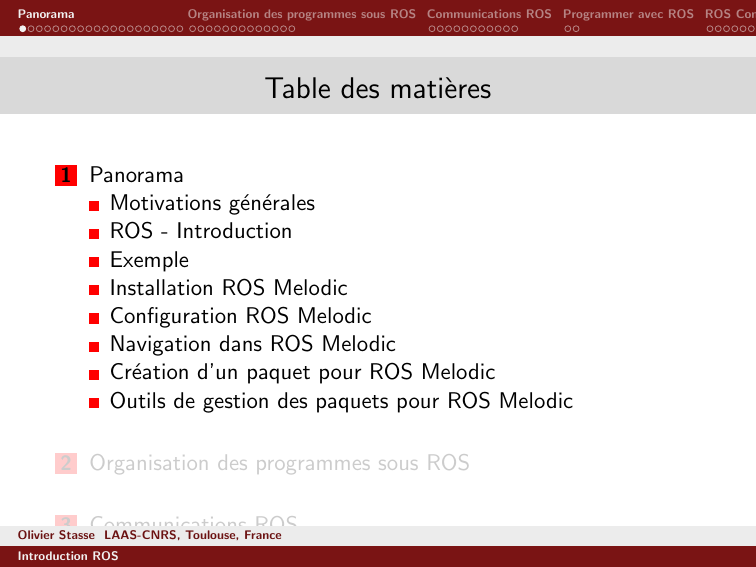 Panorama Organisation des programmes sous ROS Communications ROS Programmer avec ROS ROS
Table des matières
1 Panorama
Motivations générales
ROS - Introduction
Exemple
Installation ROS Melodic
Configuration ROS Melodic
Navigation dans ROS Melodic
Création d'un paquet pour ROS Melodic
Outils de gestion des paquets pour ROS Melodic
2 Organisation des programmes sous ROS
3 Communications ROS
Olivier Stasse LAAS-CNRS, Toulouse, France
Introduction ROS